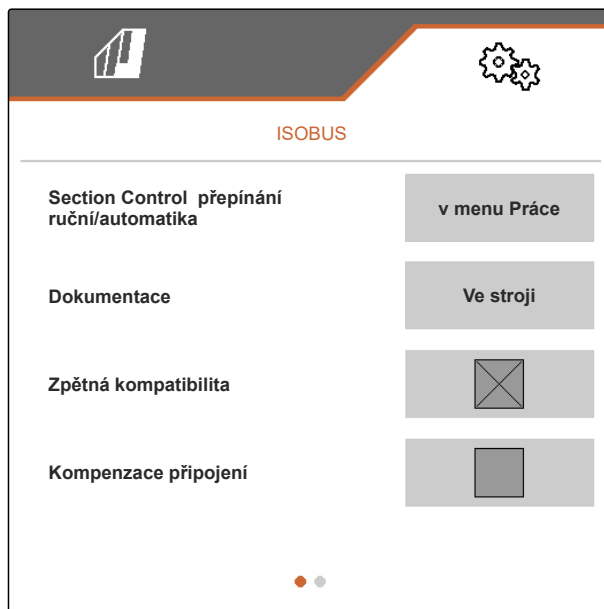 ISOBUS
Section Control přepínání
ruční/automatika
v menu Práce
Dokumentace
Ve stroji
Zpětná kompatibilita
Kompenzace připojení